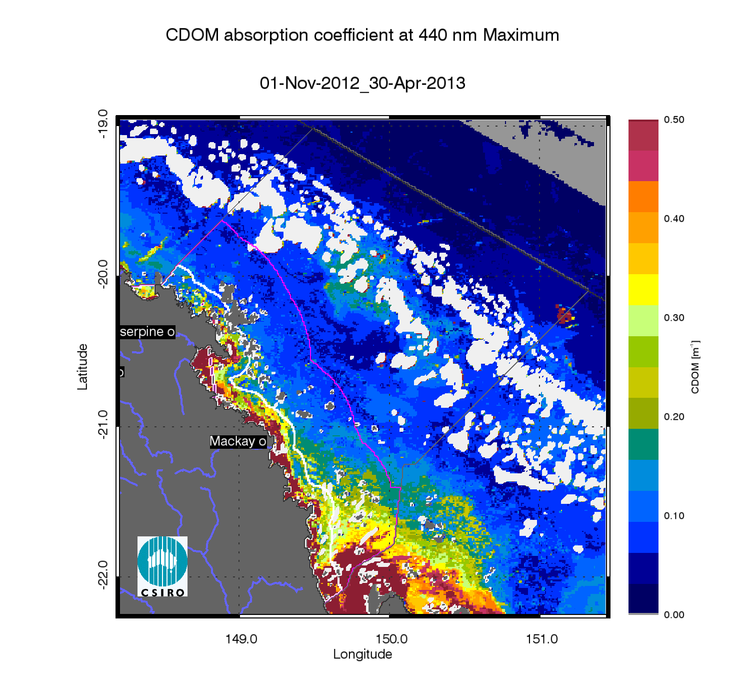 CDOM absorption coefficient at 440 nm Maximum
01-Nov-2012_30-Apr-2013
-19.0
-20.0
-21.0
-22.0
Latitude
serpine o
o
Mackay o
CSIRO
149.0
150.0
151.0
Longitude
0.50
0.40
0.30
0.20
0.10
0.00
CDOM [m⁻¹]